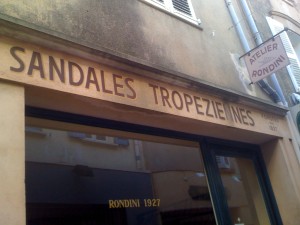 SANDALES TROPEZIENNES
ATELIER
RONDINI
RONDINI 1927